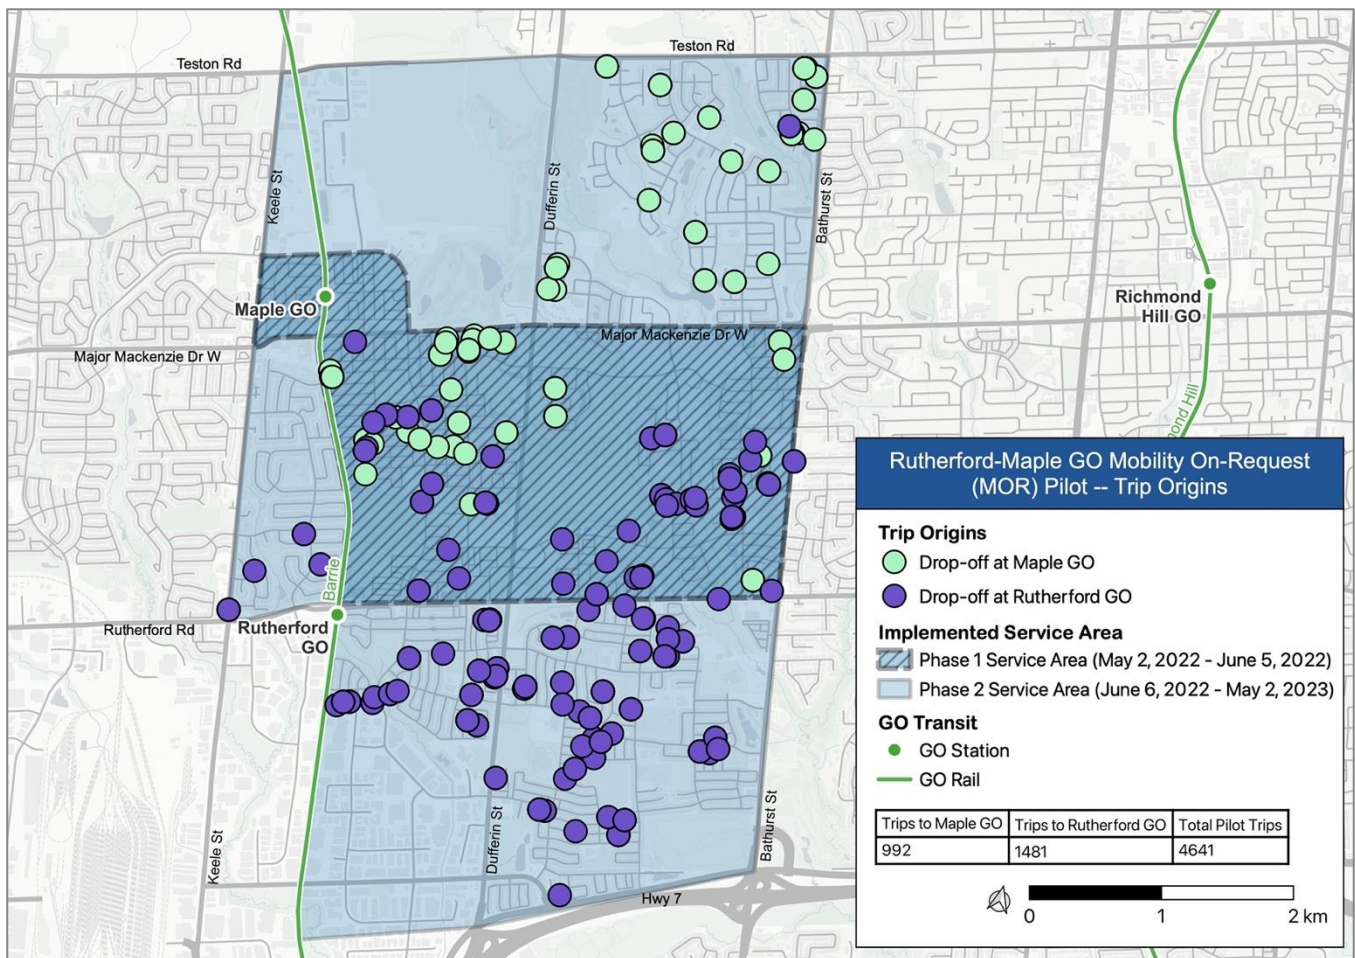 Teston Rd
Teston Rd
Keele St
Dufferin St
Bathurst St
Maple GO
Richmond
Hill GO
Major Mackenzie Dr W
Major Mackenzie Dr W
mond Hill
Barrie
Rutherford Rd
Rutherford
GO
Keele St
Dufferin St
Bathurst St
Hwy 7
Rutherford-Maple GO Mobility On-Request
(MOR) Pilot -- Trip Origins
Trip Origins
Drop-off at Maple GO
Drop-off at Rutherford GO
Implemented Service Area
Phase 1 Service Area (May 2, 2022 - June 5, 2022)
Phase 2 Service Area (June 6, 2022 - May 2, 2023)
GO Transit
GO Station
GO Rail
Trips to Maple GO Trips to Rutherford GO Total Pilot Trips
992 1481 4641
0 1 2 km